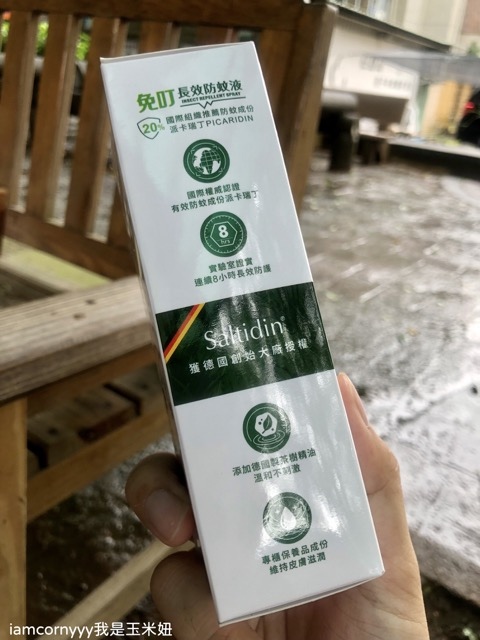 免叮 長效防蚊液
INSECT REPELLENT SPRAY
20% 國際組織推薦防蚊成份
派卡瑞丁PICARIDIN
國際權威認證
有效防蚊成份派卡瑞丁
8
hrs
實驗室證實
連續8小時長效防護
Saltidin®
獲德國創始大廠授權
添加德國製茶樹精油
溫和不刺激
專櫃保養品成份
維持皮膚滋潤
iamcornyyy我是玉米妞